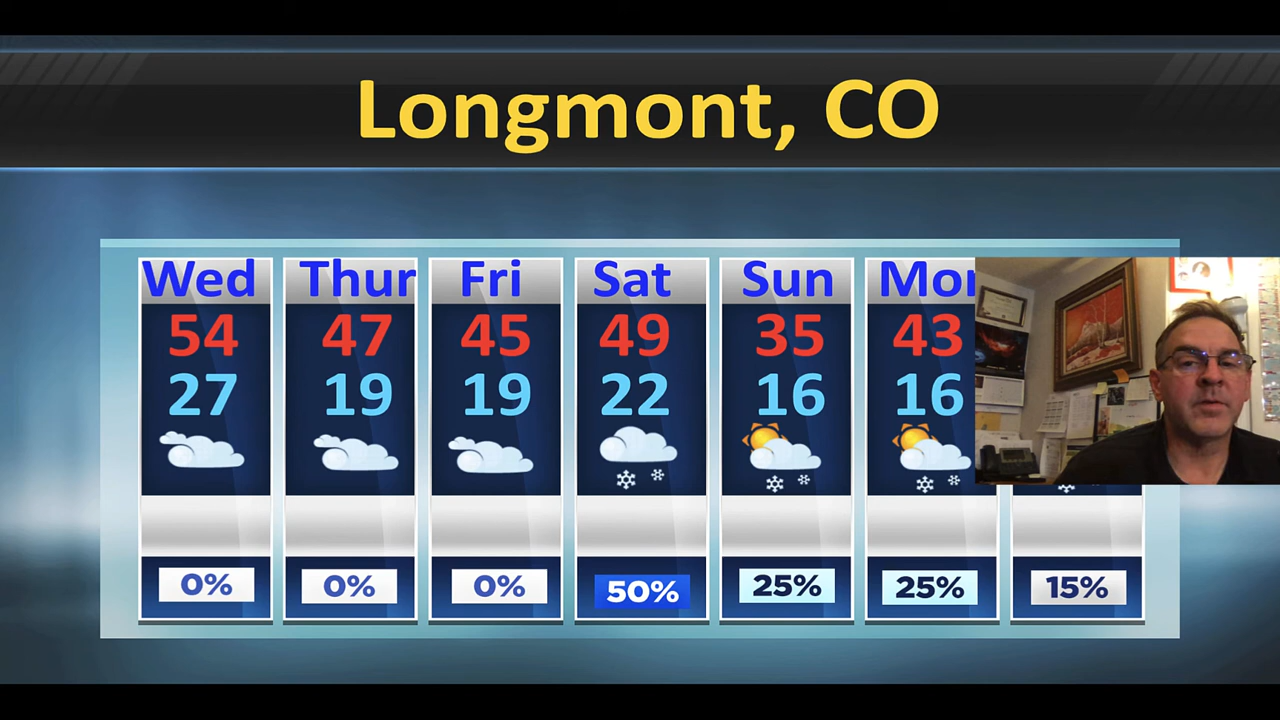 Longmont, CO
Wed Thur Fri Sat Sun Mon
54 47 45 49 35 43
27 19 19 22 16 16
0% 0% 0% 50% 25% 25% 15%